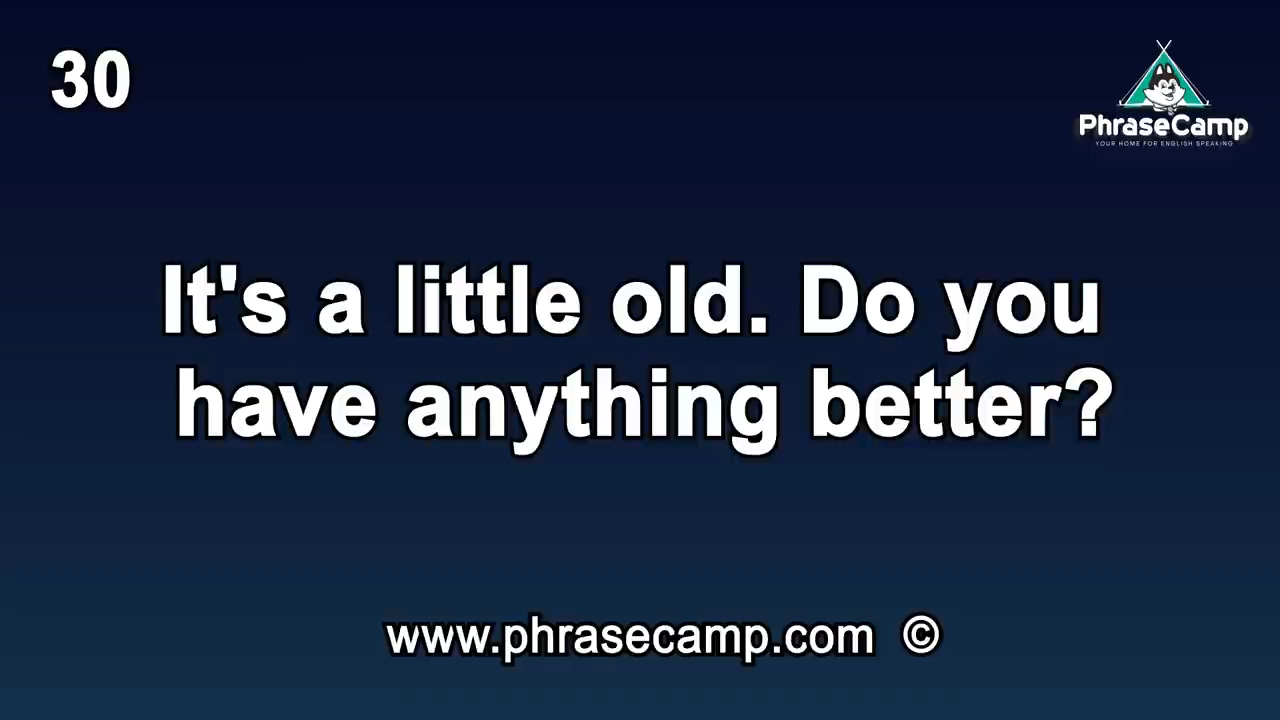 30
PhraseCamp
YOUR HOME FOR ENGLISH SPEAKING
It's a little old. Do you
have anything better?
www.phrasecamp.com ©